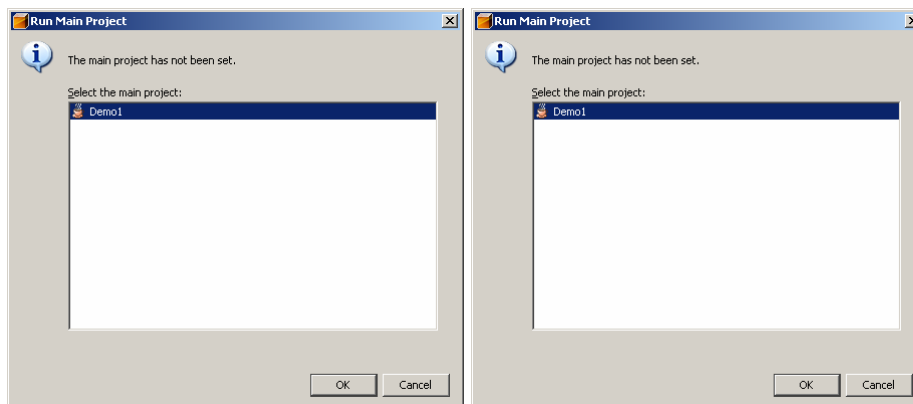 Run Main Project
The main project has not been set.
Select the main project:
Demo1
OK Cancel
Run Main Project
The main project has not been set.
Select the main project:
Demo1
OK Cancel